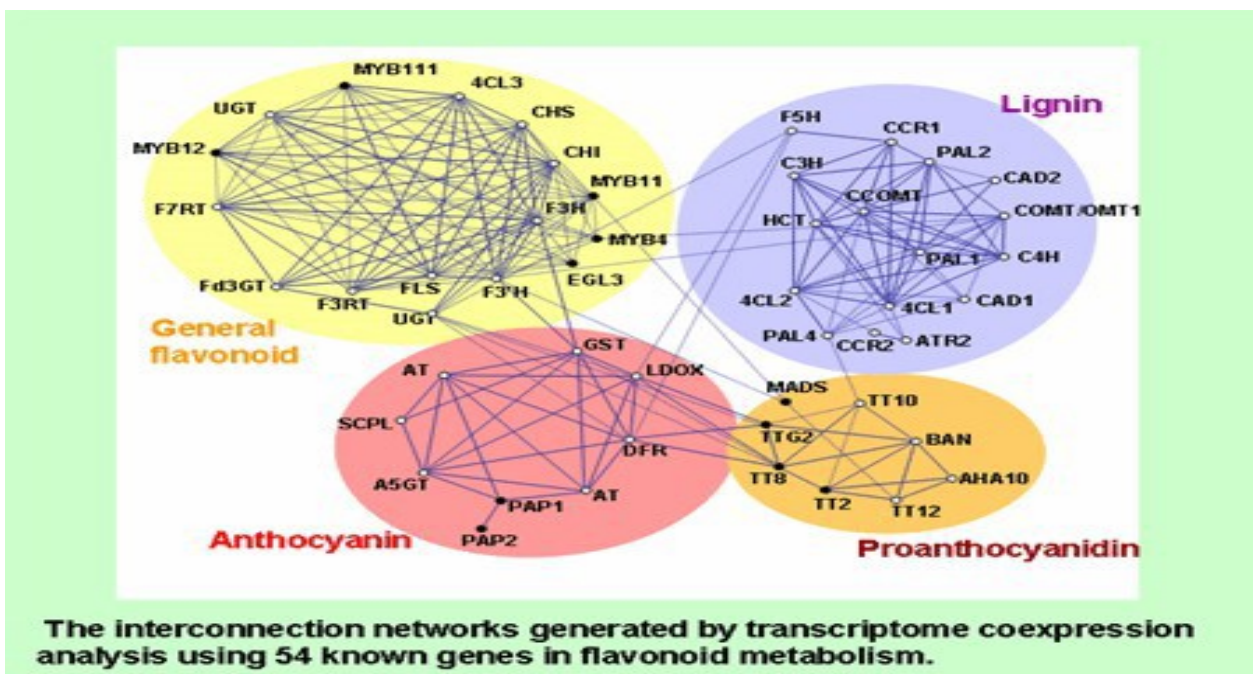 MYB111
4CL3
UGT
CHS
MYB12
CHI
MYB11
F7RT
F3H
MYB4
EGL3
Fd3GT
F3RT
FLS
F3'H
UGT
General
flavonoid
Lignin
F5H
CCR1
C3H
PAL2
CAD2
CCOMT
HCT
COMT/OMT1
PAL1
C4H
4CL2
4CL1
CAD1
PAL4
CCR2
ATR2
GST
AT
LDOX
SCPL
DFR
A5GT
AT
PAP1
PAP2
Anthocyanin
MADS
TT10
TTG2
BAN
TT8
AHA10
TT2
TT12
Proanthocyanidin
The interconnection networks generated by transcriptome coexpression
analysis using 54 known genes in flavonoid metabolism.